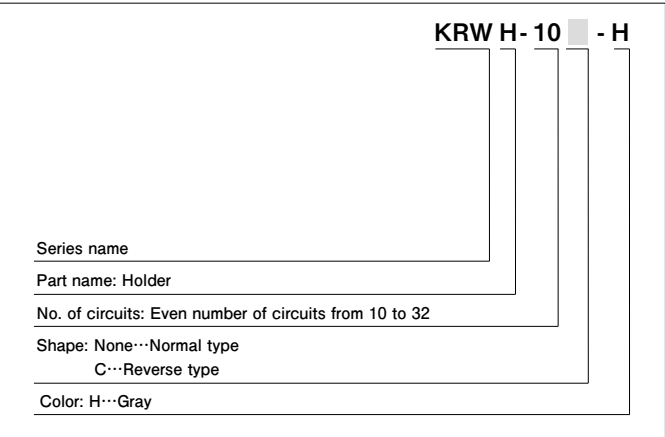 KRW H - 10 - H
Series name
Part name: Holder
No. of circuits: Even number of circuits from 10 to 32
Shape: None…Normal type
C…Reverse type
Color: H…Gray